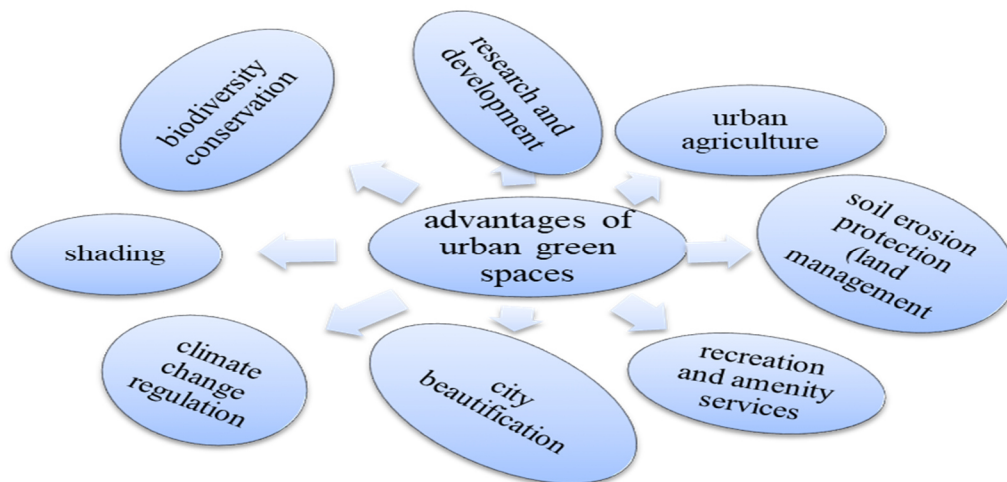 biodiversity
conservation
research and
development
urban
agriculture
shading
advantages of
urban green
spaces
soil erosion
protection
(land
management
climate
change
regulation
city
beautification
recreation
and amenity
services